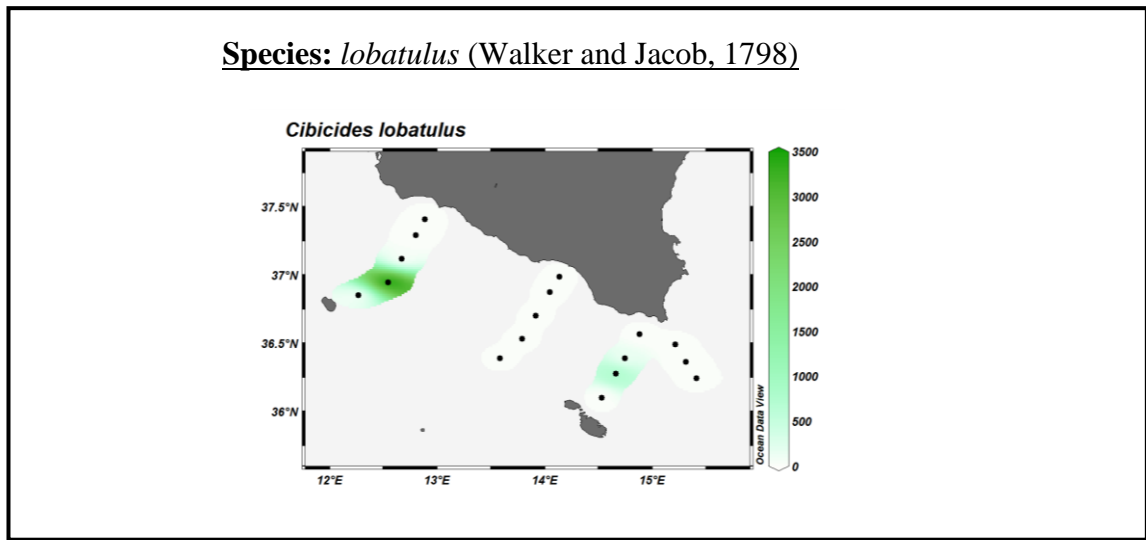 Species: lobatulus (Walker and Jacob, 1798)
Cibicides lobatulus
37.5°N
37°N
36.5°N
36°N
12°E
13°E
14°E
15°E
3500
3000
2500
2000
1500
1000
500
0
Ocean Data View